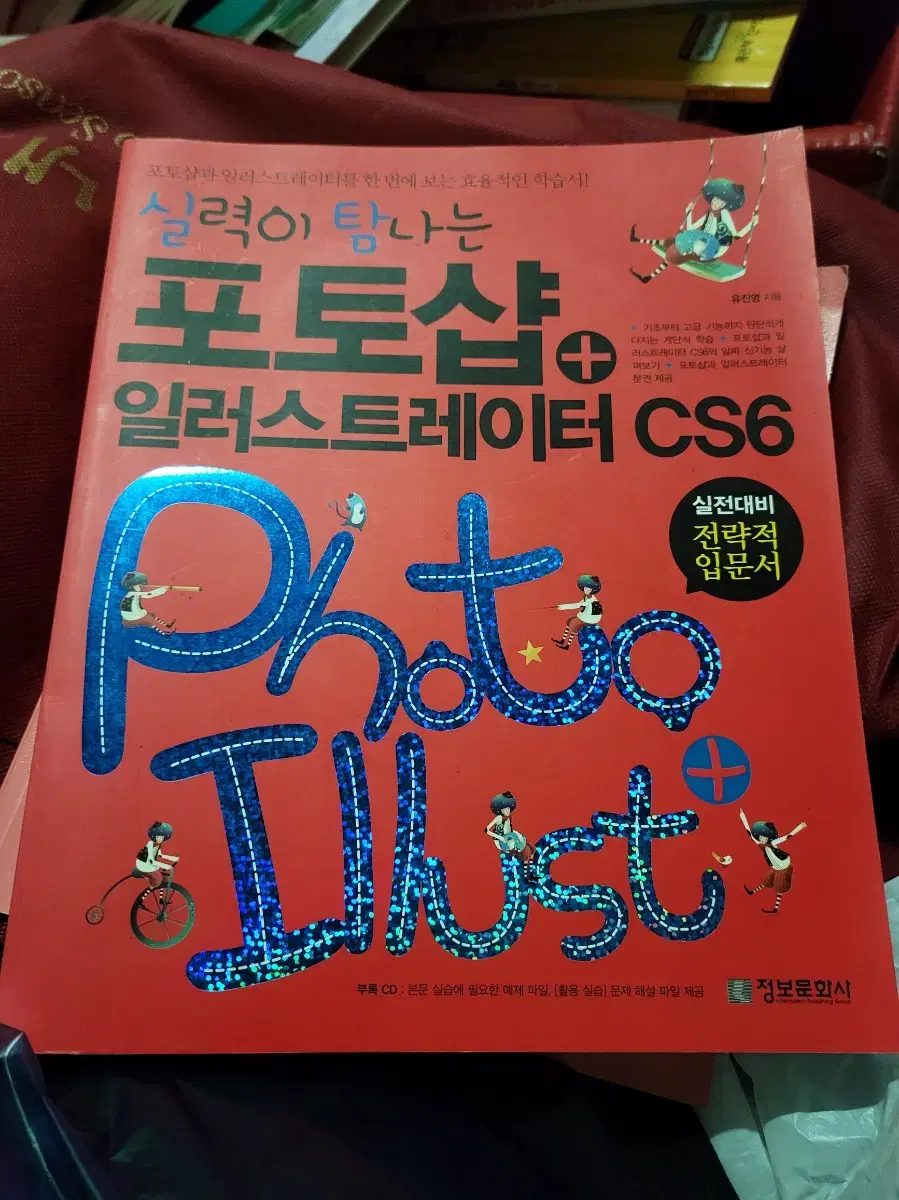 포토샵과 일러스트레이터를 한 번에 보는 효율적인 학습서!
실력이 탐나는
포토샵+
일러스트레이터 CS6
유진영 지음
● 기초부터 고급 기능까지 탄탄하게
다지는 계단식 학습 ● 포토샵과 일
러스트레이터 CS6의 알짜 신기능 살
펴보기 ● 포토샵과 일러스트레이터
분권 제공
실전대비
전략적
입문서
Photo
Illust+
부록 CD : 본문 실습에 필요한 예제 파일, [활용 실습] 문제 해설 파일 제공
정보문화사
Information Publishing Group